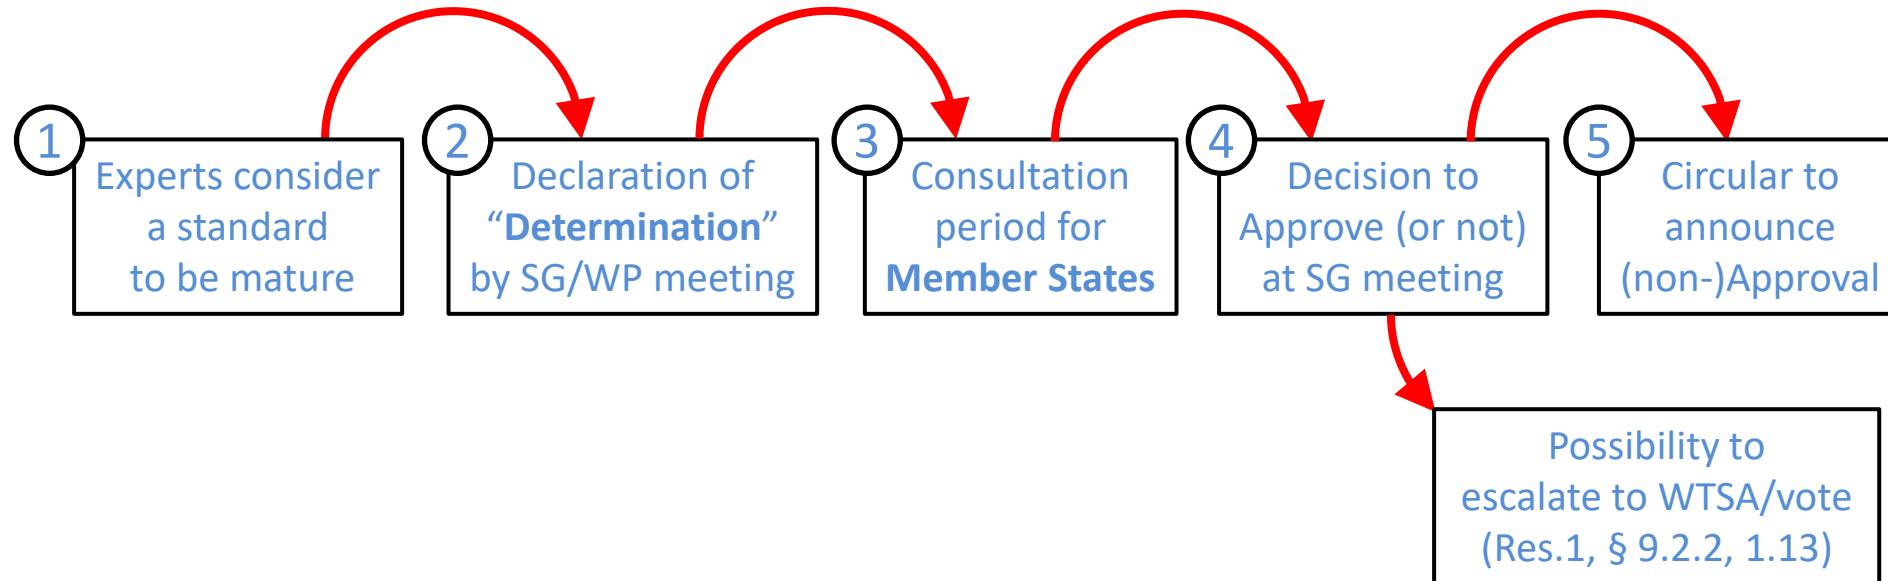 1
Experts consider
a standard
to be mature
2
Declaration of
“Determination”
by SG/WP meeting
3
Consultation
period for
Member States
4
Decision to
Approve (or not)
at SG meeting
5
Circular to
announce
(non-)Approval
Possibility to
escalate to WTSA/vote
(Res.1, § 9.2.2, 1.13)